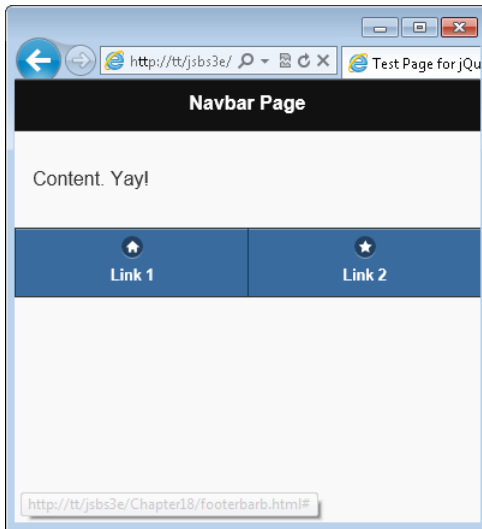 http://tt/jsbs3e/
Test Page for jQu
Navbar Page
Content. Yay!
Link 1
Link 2
http://tt/jsbs3e/Chapter18/footerbarb.html#